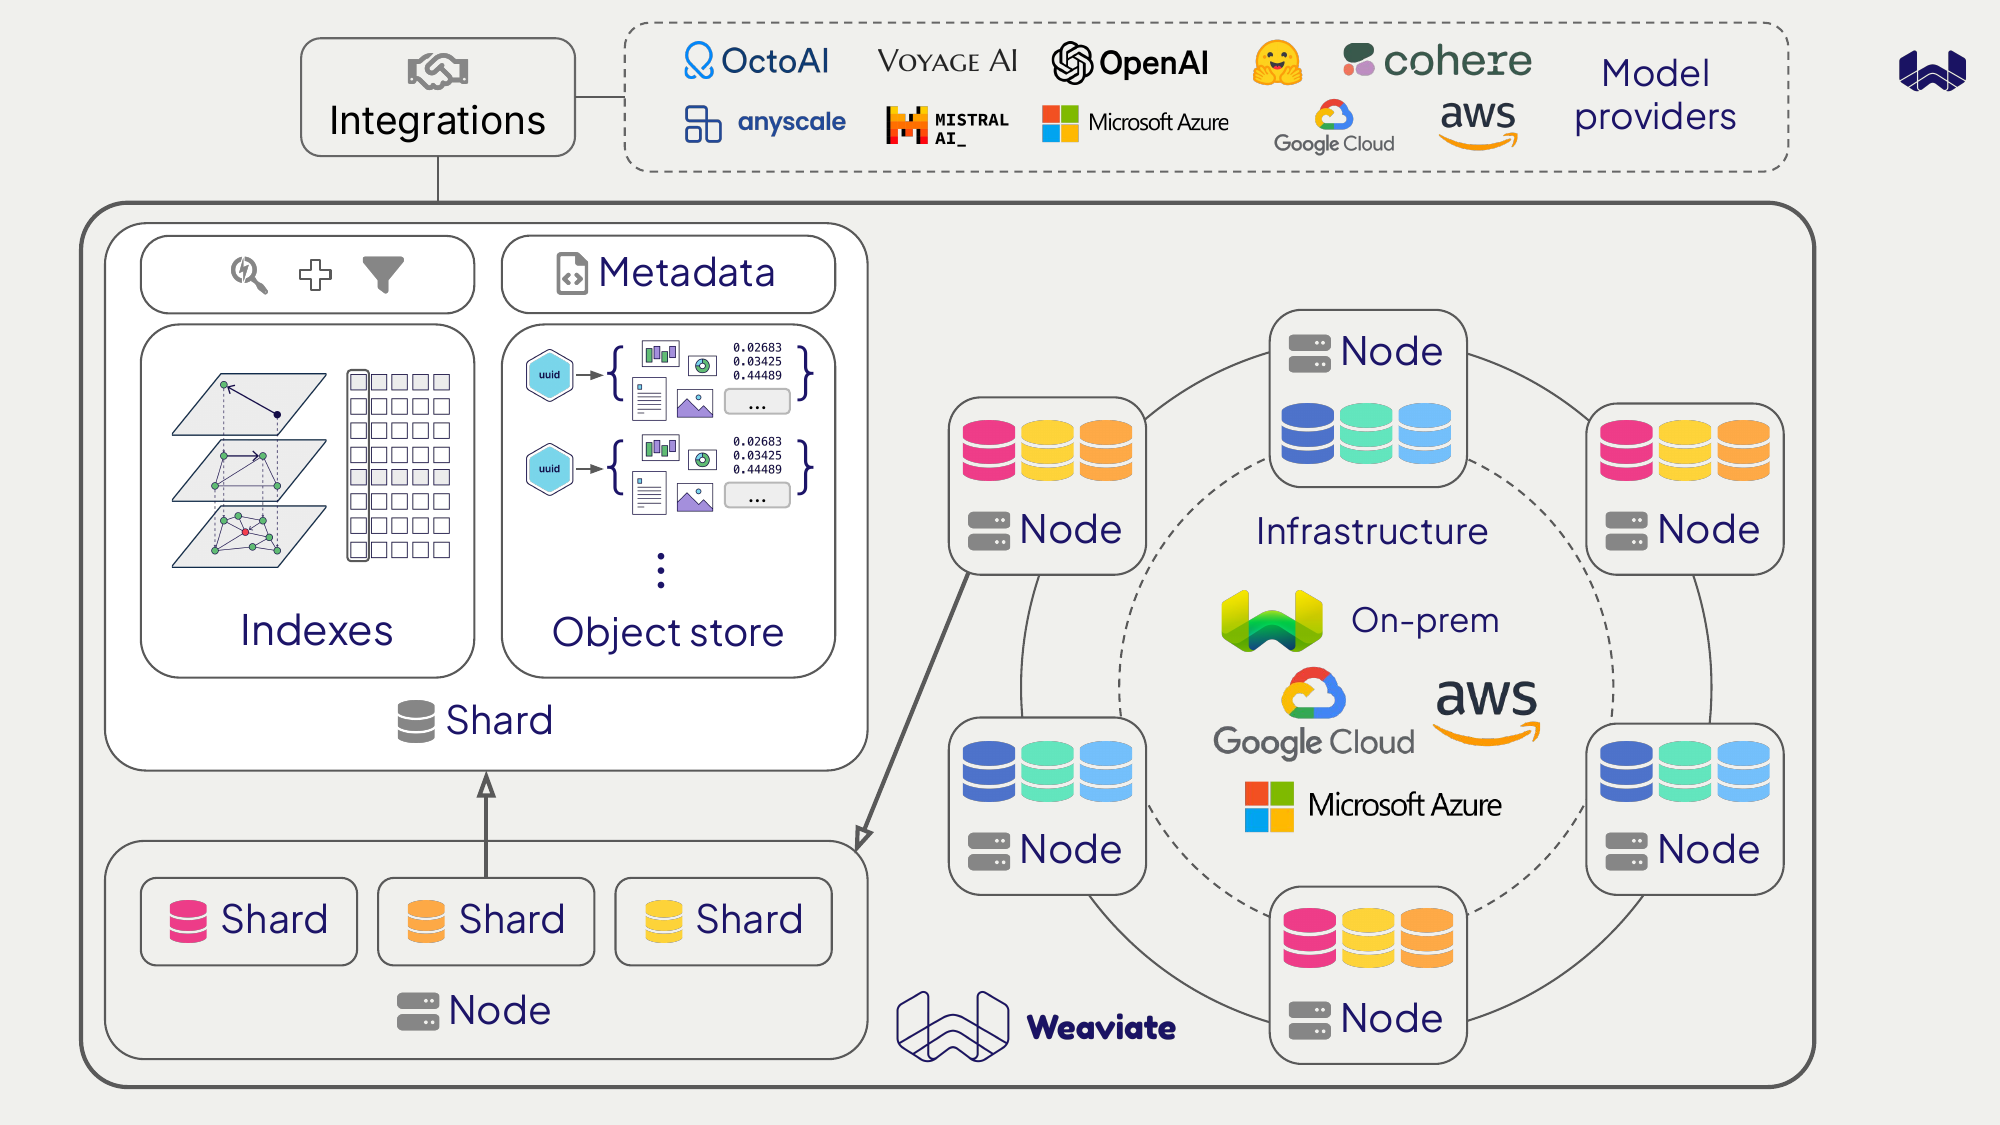 Integrations
OctoAI
VOYAGE AI
OpenAI
cohere
anyscale
MISTRAL
AI_
Microsoft Azure
Google Cloud
aws
Model
providers
Metadata
Indexes
uuid
0.02683
0.03425
0.44489
...
uuid
0.02683
0.03425
0.44489
...
Object store
Shard
Shard
Shard
Shard
Node
Node
Node
Node
Infrastructure
On-prem
Google Cloud
aws
Microsoft Azure
Node
Node
Node
Weaviate